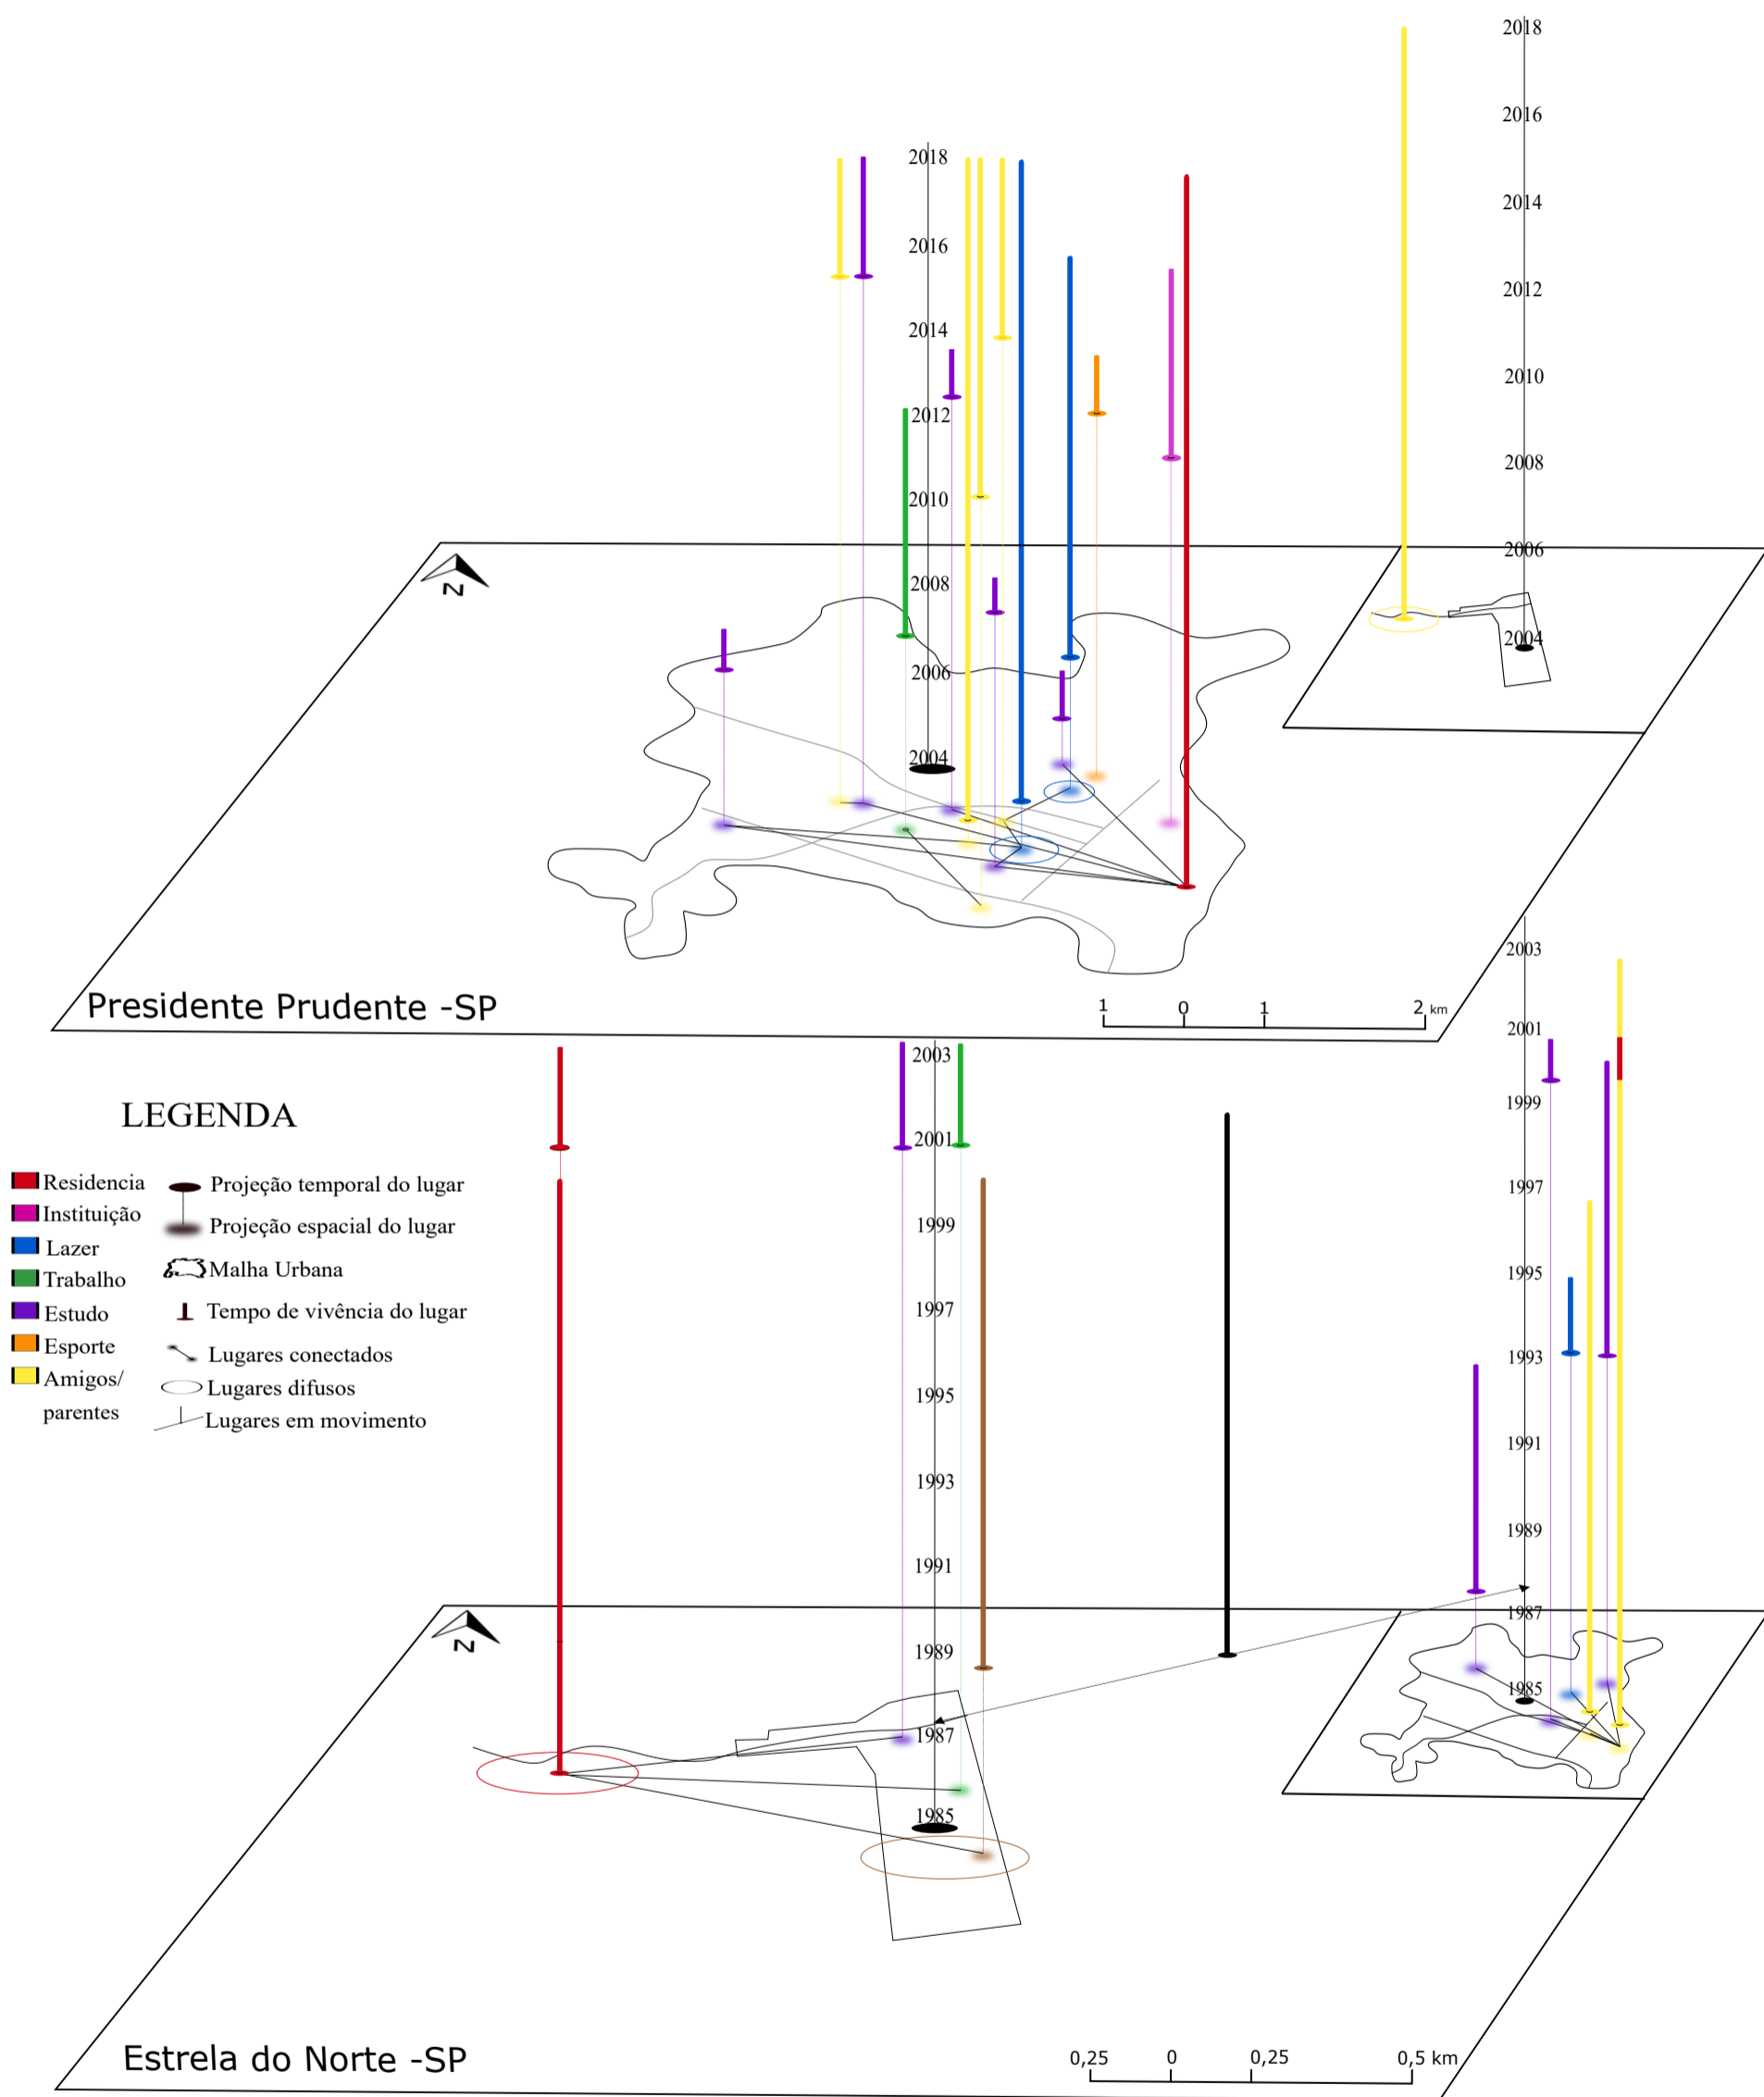 2018
2016
2014
2012
2010
2008
2006
2004
2018
2016
2014
2012
2010
2008
2006
2004
N
Presidente Prudente -SP
1 0 1 2 km
LEGENDA
Residencia
Instituição
Lazer
Trabalho
Estudo
Esporte
Amigos/
parentes
Projeção temporal do lugar
Projeção espacial do lugar
Malha Urbana
Tempo de vivência do lugar
Lugares conectados
Lugares difusos
Lugares em movimento
2003
2001
1999
1997
1995
1993
1991
1989
1987
1985
2003
2001
1999
1997
1995
1993
1991
1989
1987
1985
N
Estrela do Norte -SP
0,25 0 0,25 0,5 km